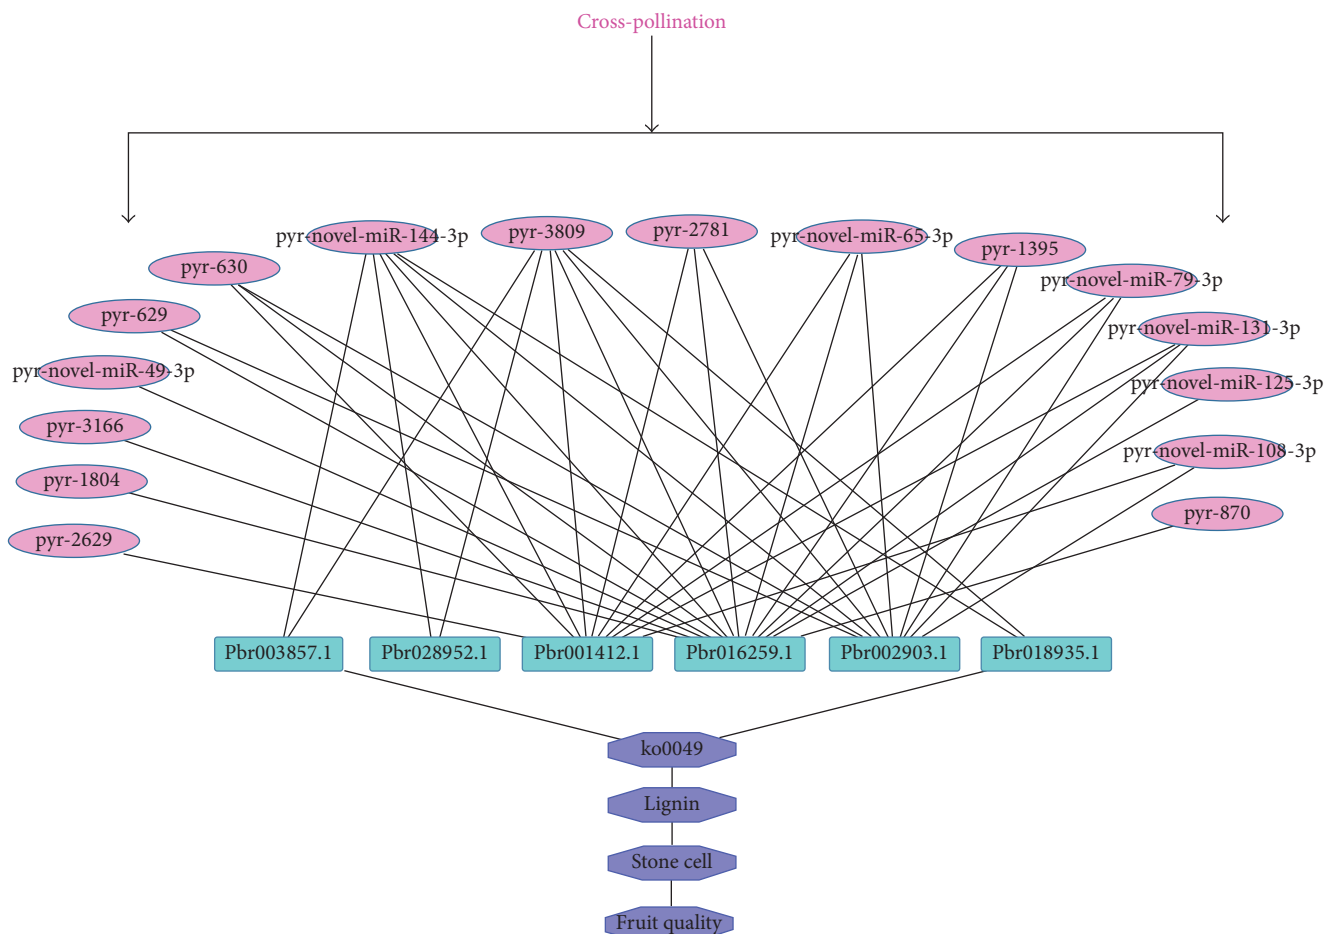 Cross-pollination
pyr-novel-miR-144-3p
pyr-3809
pyr-2781
pyr-novel-miR-65-3p
pyr-1395
pyr-630
pyr-novel-miR-79-3p
pyr-629
pyr-novel-miR-131-3p
pyr-novel-miR-49-3p
pyr-novel-miR-125-3p
pyr-3166
pyr-novel-miR-108-3p
pyr-1804
pyr-870
pyr-2629
Pbr003857.1
Pbr028952.1
Pbr001412.1
Pbr016259.1
Pbr002903.1
Pbr018935.1
ko0049
Lignin
Stone cell
Fruit quality